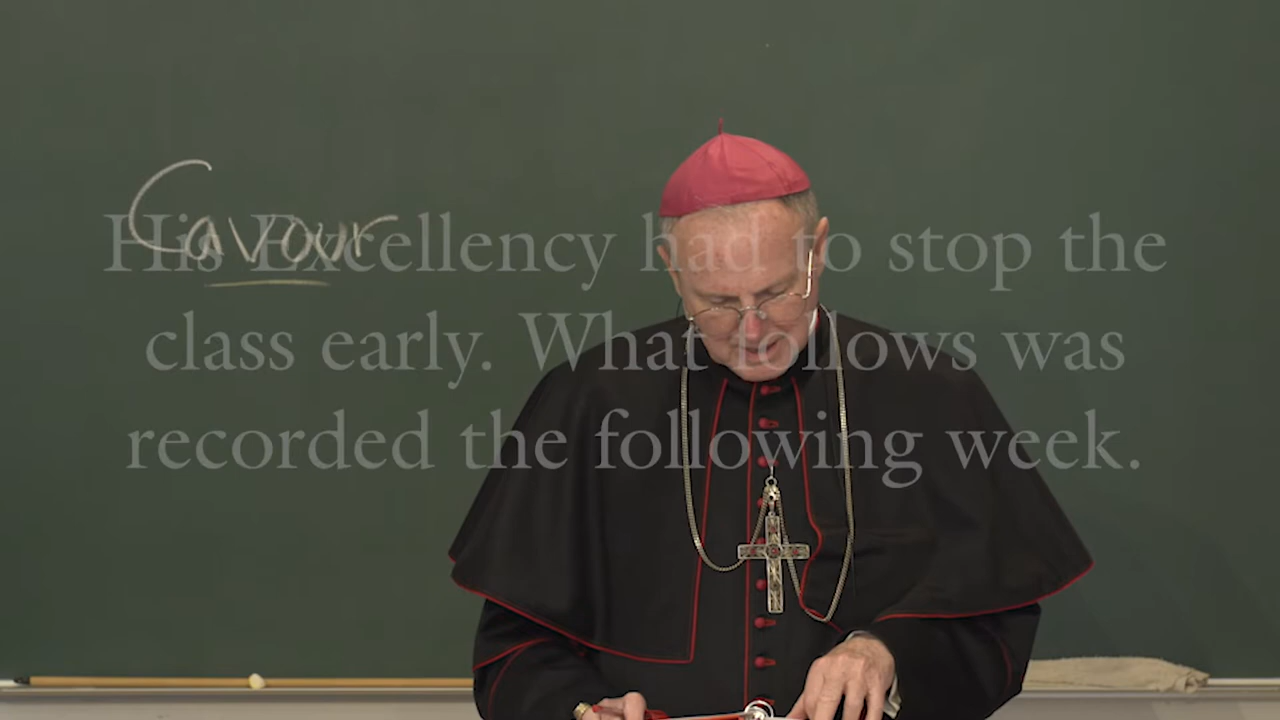 Cavour
His Excellency had to stop the
class early. What follows was
recorded the following week.